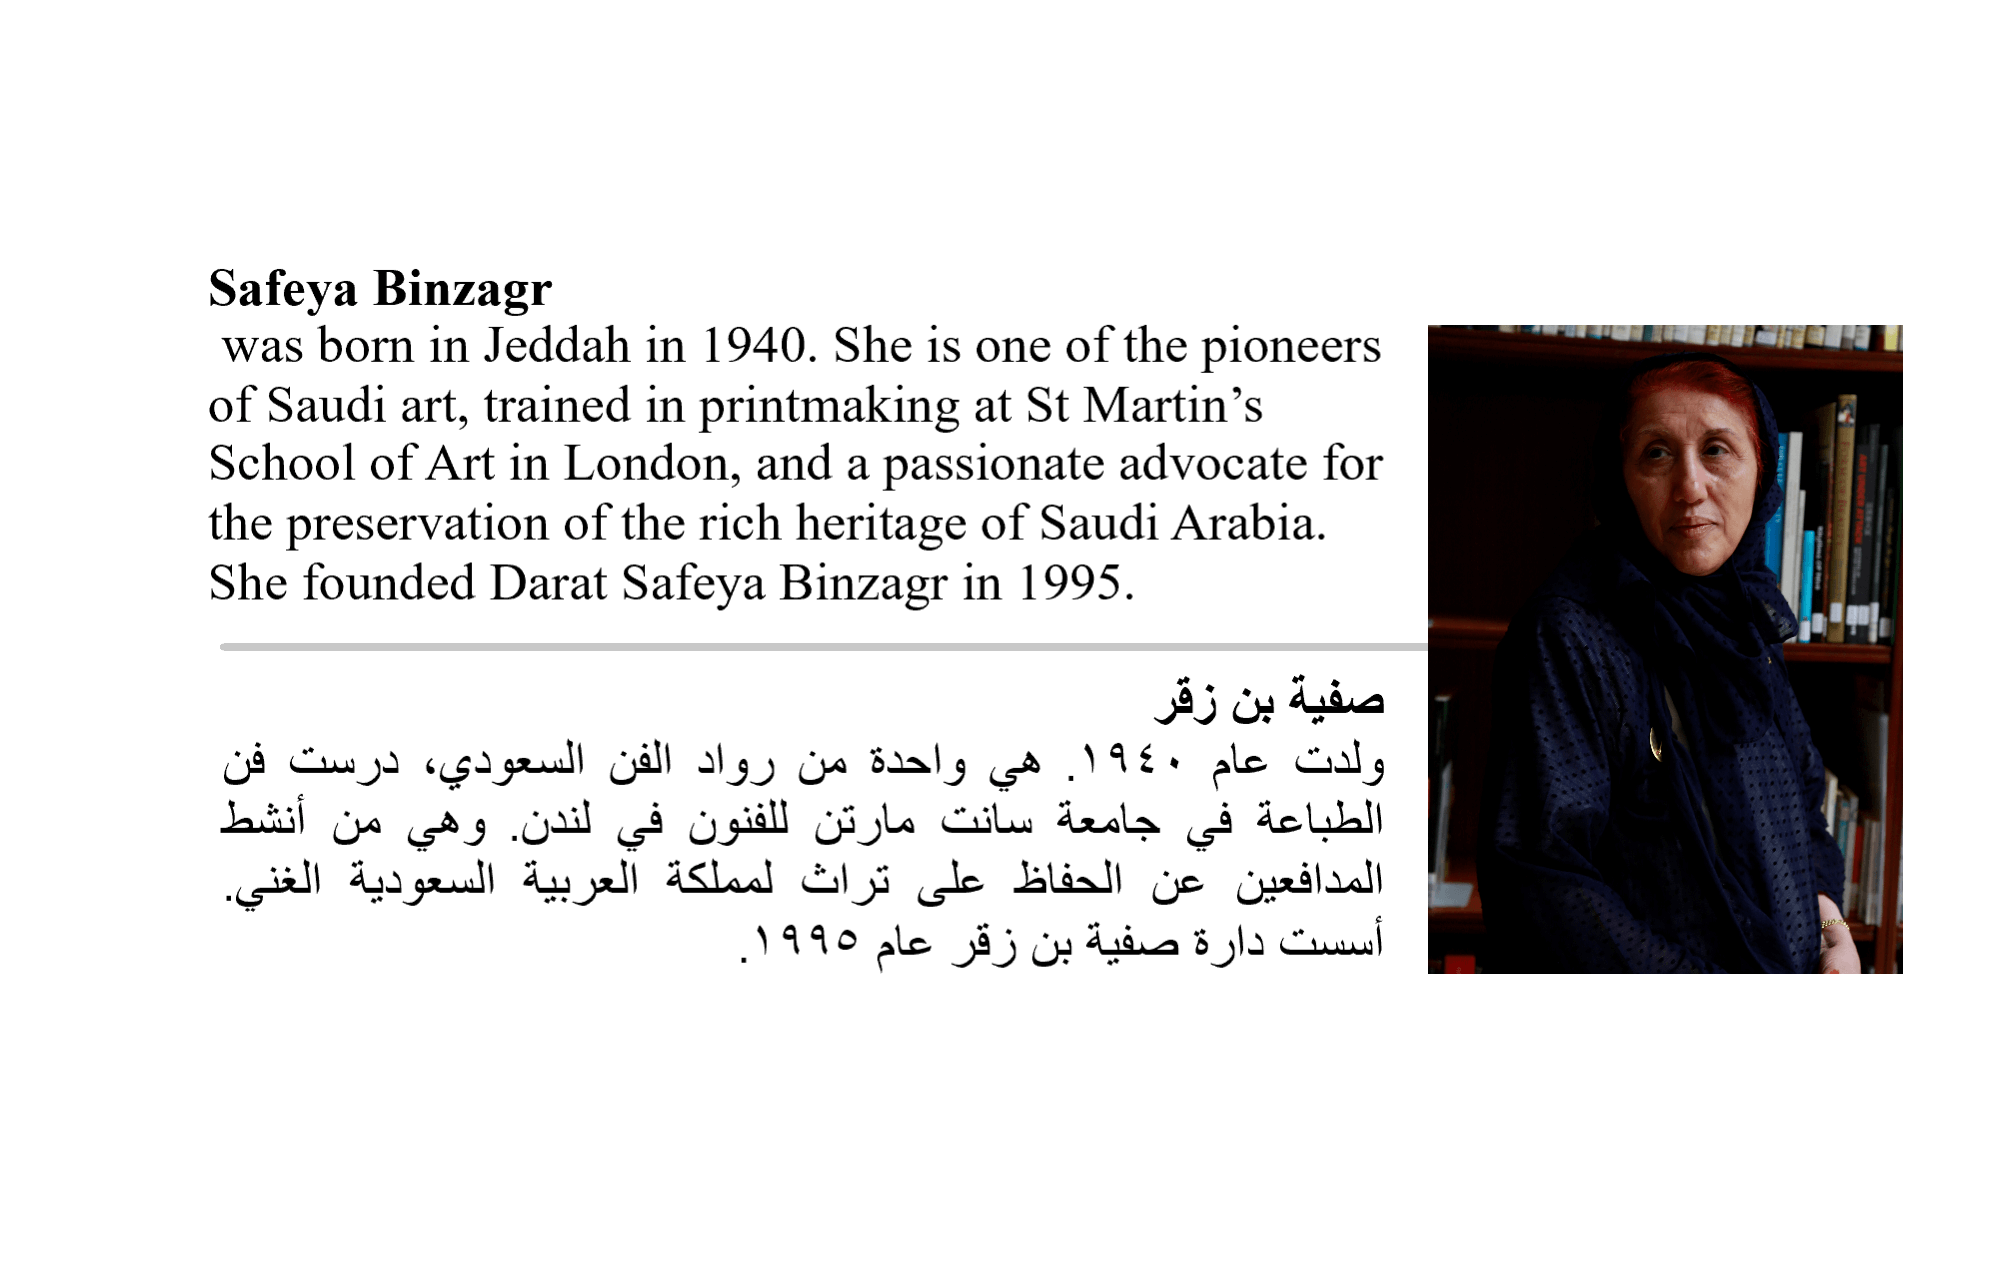 Safeya Binzagr
was born in Jeddah in 1940. She is one of the pioneers
of Saudi art, trained in printmaking at St Martin’s
School of Art in London, and a passionate advocate for
the preservation of the rich heritage of Saudi Arabia.
She founded Darat Safeya Binzagr in 1995.
صفية بن زقر
ولدت عام ١٩٤٠. هي واحدة من رواد الفن السعودي، درست فن
الطباعة في جامعة سانت مارتن للفنون في لندن. وهي من أنشط
المدافعين عن الحفاظ على تراث لمملكة العربية السعودية الغني.
أسست دارة صفية بن زقر عام ١٩٩٥.